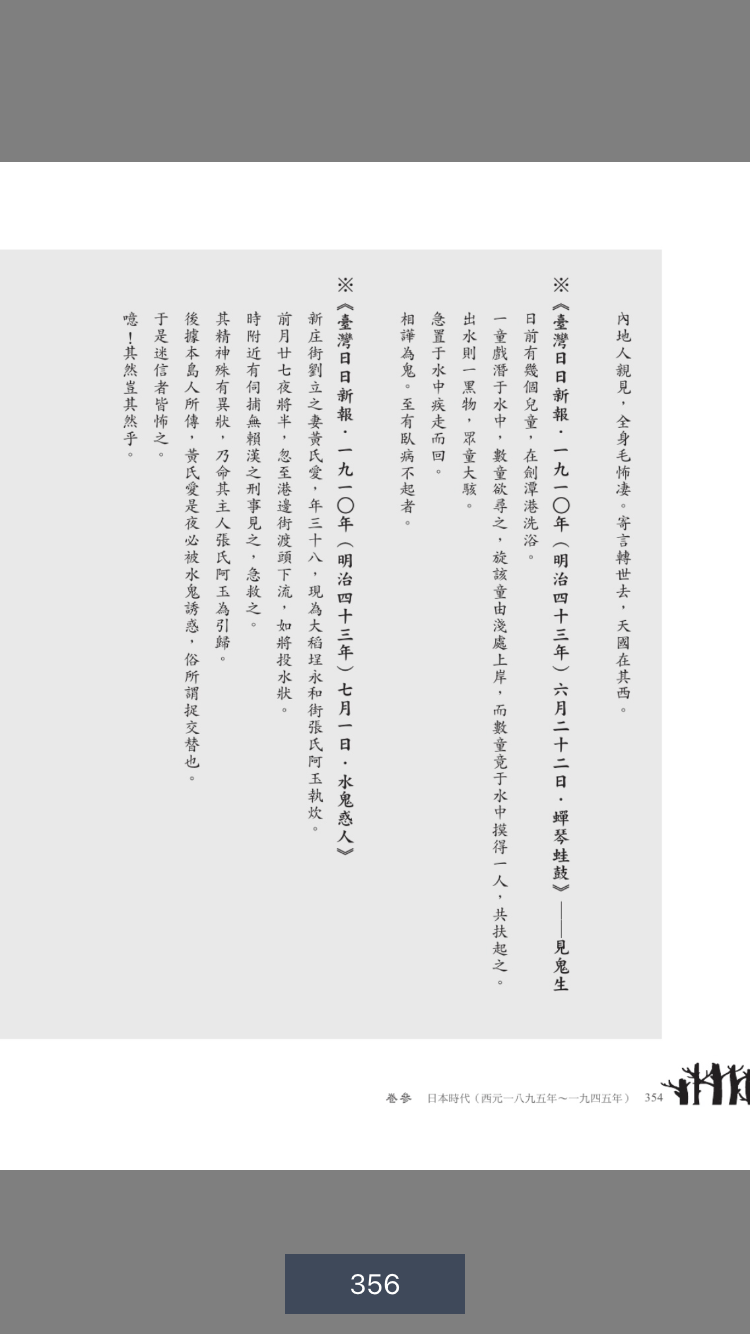 內地人親見，全身毛怖淒。寄言轉世去，天國在其西。
※《臺灣日日新報．一九一〇年（明治四十三年）六月二十二日．蟬琴蛙鼓》——見鬼生
日前有幾個兒童，在劍潭港洗浴。
一童戲潛于水中，數童欲尋之，旋該童由淺處上岸，而數童竟于水中摸得一人，共扶起之。
出水則一黑物，眾童大駭。
急置于水中疾走而回。
相譁為鬼。至有臥病不起者。
※《臺灣日日新報．一九一〇年（明治四十三年）七月一日．水鬼惑人》
新庄街劉立之妻黃氏愛，年三十八，現為大稻埕永和街張氏阿玉執炊。
前月廿七夜將半，忽至港邊街渡頭下流，如將投水狀。
時附近有伺捕無賴漢之刑事見之，急救之。
其精神殊有異狀，乃命其主人張氏阿玉為引歸。
後據本島人所傳，黃氏愛是夜必被水鬼誘惑，俗所謂捉交替也。
于是迷信者皆怖之。
噫！其然豈其然乎。
卷參　日本時代（西元一八九五年～一九四五年）　354
356